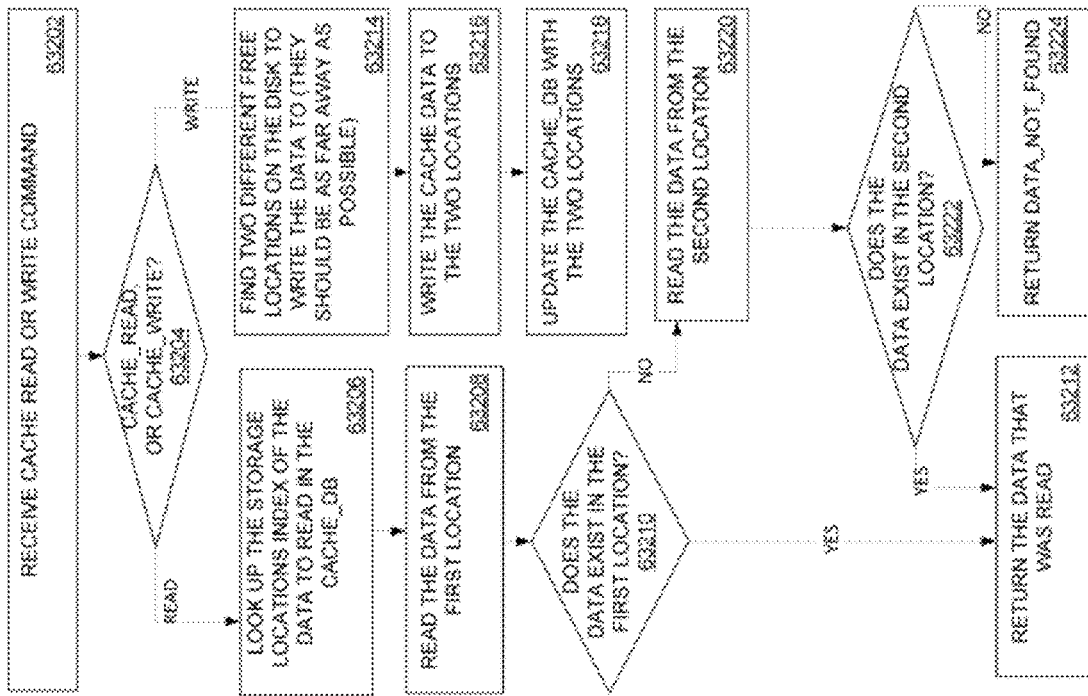 RECEIVE CACHE READ OR WRITE COMMAND
63202
CACHE_READ,
OR CACHE_WRITE?
63204
READ
WRITE
LOOK UP THE STORAGE
LOCATIONS INDEX OF THE
DATA TO READ IN THE
CACHE_DB
63206
READ THE DATA FROM THE
FIRST LOCATION
63208
DOES THE
DATA EXIST IN THE
FIRST LOCATION?
63210
NO
YES
FIND TWO DIFFERENT FREE
LOCATIONS ON THE DISK TO
WRITE THE DATA TO (THEY
SHOULD BE AS FAR AWAY AS
POSSIBLE)
63214
WRITE THE CACHE DATA TO
THE TWO LOCATIONS
63216
UPDATE THE CACHE_DB WITH
THE TWO LOCATIONS
63218
READ THE DATA FROM THE
SECOND LOCATION
63220
DOES THE
DATA EXIST IN THE SECOND
LOCATION?
63222
YES
NO
RETURN THE DATA THAT
WAS READ
63212
RETURN DATA_NOT_FOUND
63224